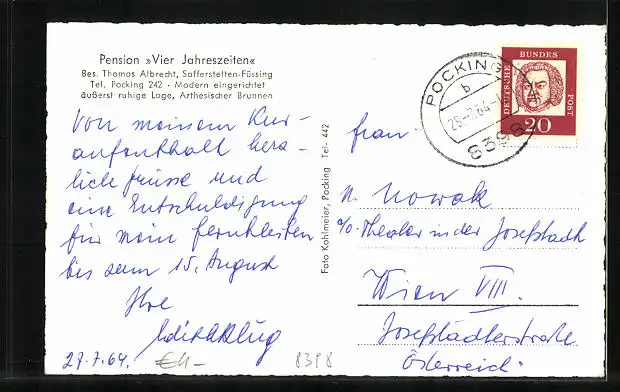 Pension »Vier Jahreszeiten«
Bes. Thomas Albrecht, Safferstetten-Füssing
Tel. Pocking 242 · Modern eingerichtet
äußerst ruhige Lage, Arthesischer Brunnen
Von meinem Kur-
aufenthalt herz-
liche Grüsse und
eine Entschuldigung
für mein Fernbleiben
bis zum 15. August
Ihre
27.7.64.
€4-
8398
Foto Kohlmeier, Pocking Tel. 442
POCKING
b
28.-7.64.-
8398
DEUTSCHE
BUNDES
POST
20
Frau
N. Nowak
c/o. Theater in der Josefstadt
Wien VIII.
Josefstädterstraße
Österreich.